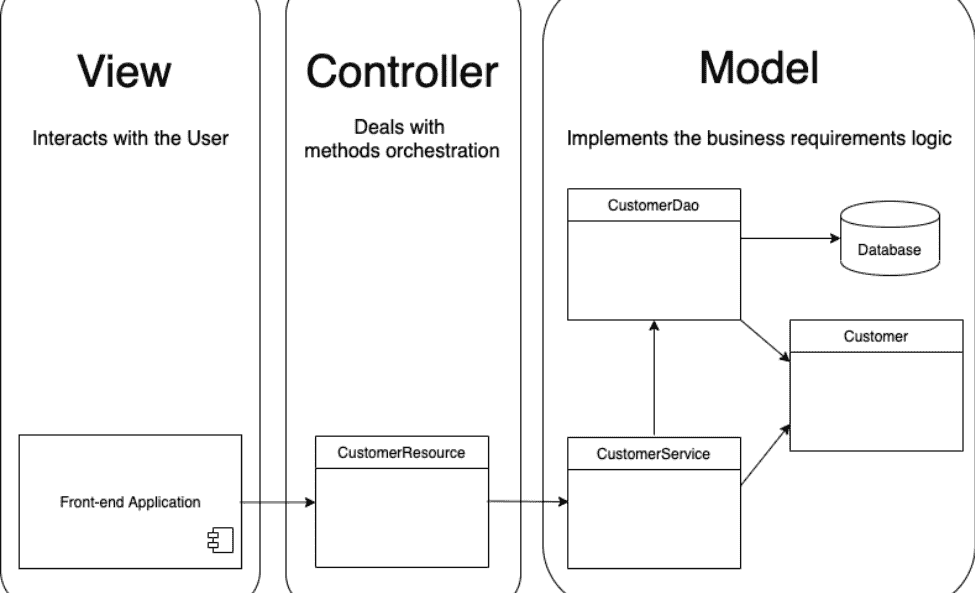 View
Interacts with the User
Front-end Application
Controller
Deals with
methods orchestration
CustomerResource
Model
Implements the business requirements logic
CustomerDao
Database
Customer
CustomerService